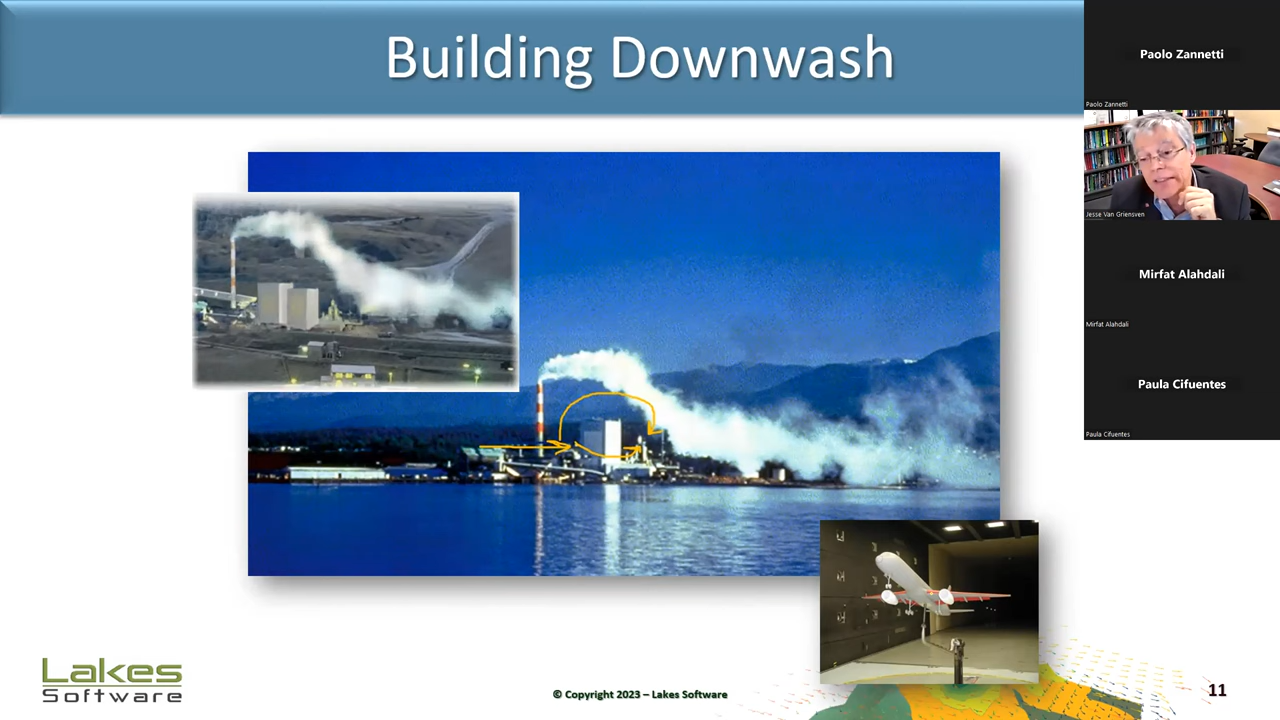 Building Downwash
Paolo Zannetti
Paolo Zannetti
Jesse Van Griensven
Mirfat Alahdali
Mirfat Alahdali
Paula Cifuentes
Paula Cifuentes
Lakes
Software
© Copyright 2023 – Lakes Software
11